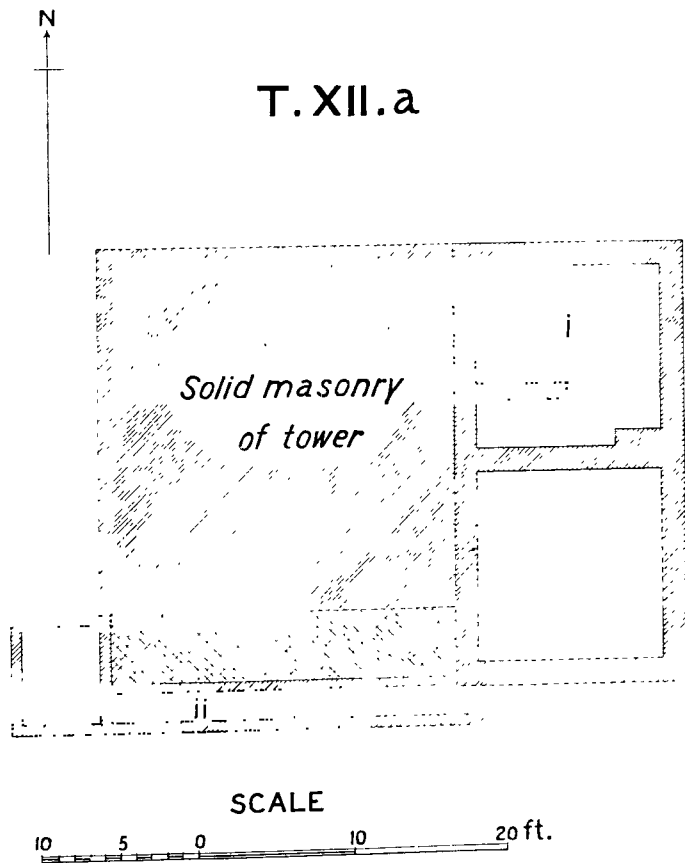 N
T. XII. a
i
Solid masonry
of tower
ii
SCALE
10 5 0 10 20 ft.